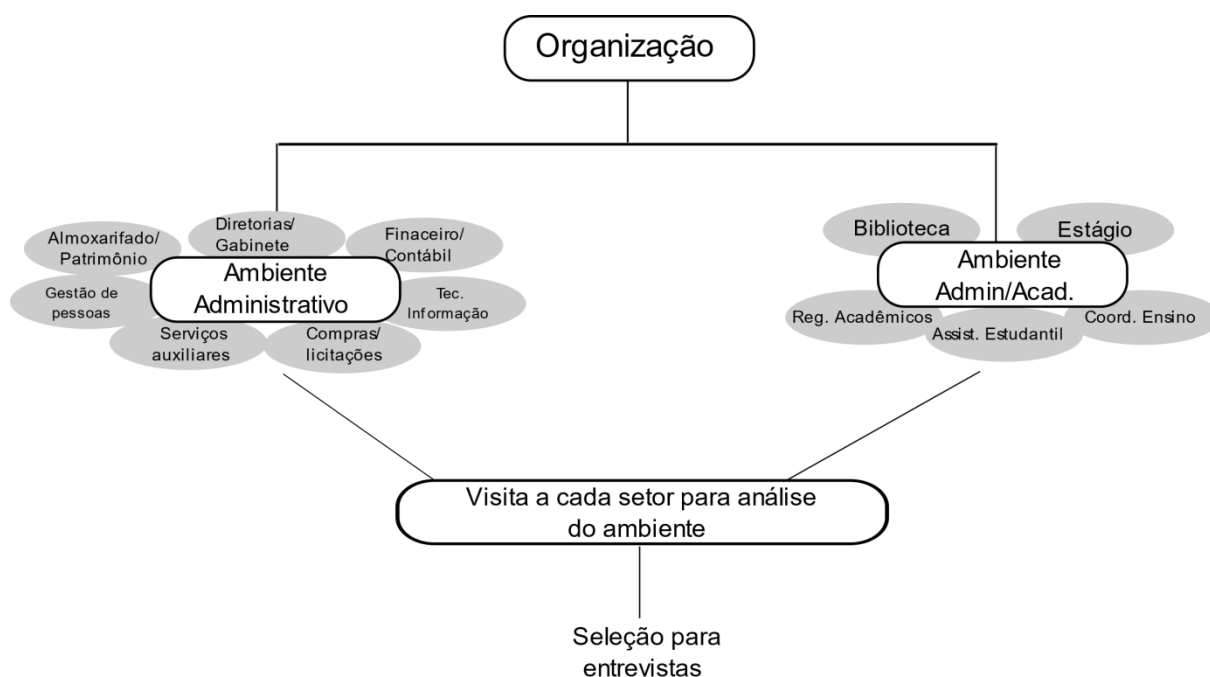 Organização
Almoxarifado/
Patrimônio
Diretorias/
Gabinete
Finaceiro/
Contábil
Ambiente
Administrativo
Gestão de
pessoas
Tec.
Informação
Serviços
auxiliares
Compras/
licitações
Biblioteca
Estágio
Ambiente
Admin/Acad.
Reg. Acadêmicos
Assist. Estudantil
Coord. Ensino
Visita a cada setor para análise
do ambiente
Seleção para
entrevistas